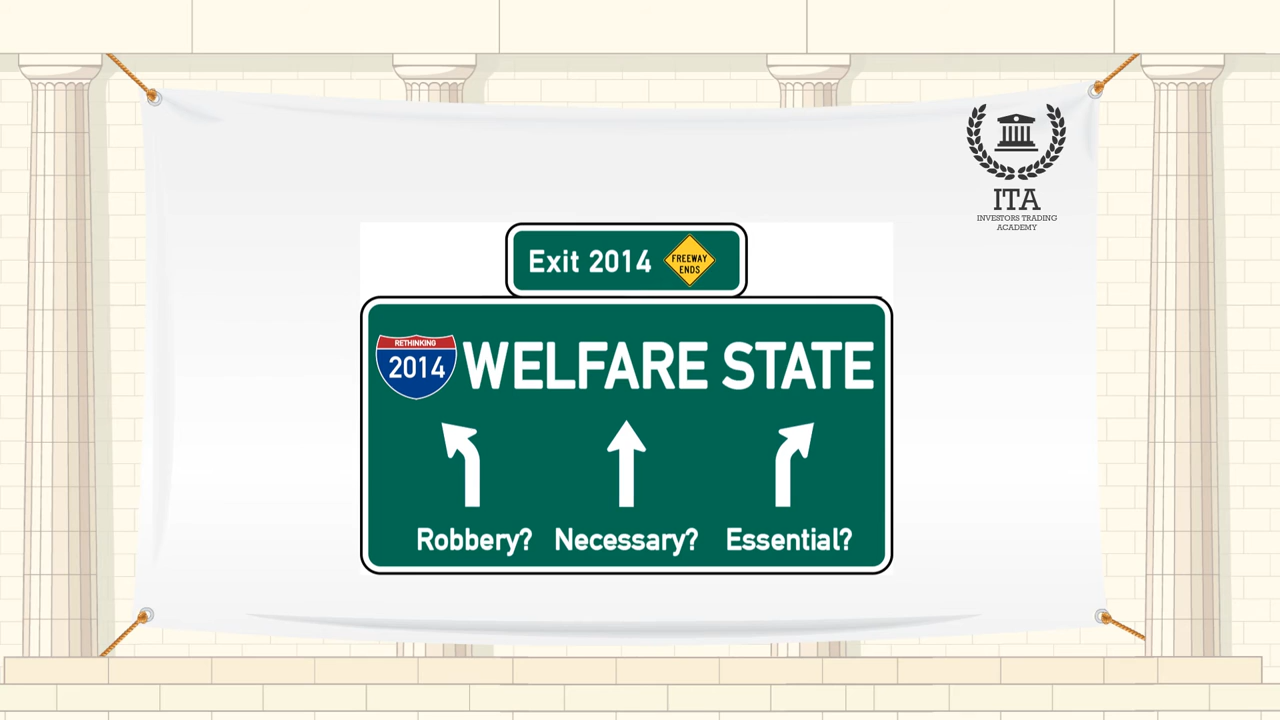 ITA
INVESTORS TRADING
ACADEMY
Exit 2014
FREEWAY
ENDS
RETHINKING
2014
WELFARE STATE
Robbery? Necessary? Essential?